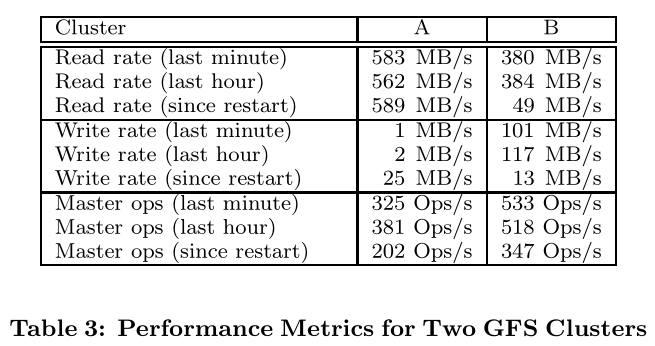 Cluster A B
Read rate (last minute) 583 MB/s 380 MB/s
Read rate (last hour) 562 MB/s 384 MB/s
Read rate (since restart) 589 MB/s 49 MB/s
Write rate (last minute) 1 MB/s 101 MB/s
Write rate (last hour) 2 MB/s 117 MB/s
Write rate (since restart) 25 MB/s 13 MB/s
Master ops (last minute) 325 Ops/s 533 Ops/s
Master ops (last hour) 381 Ops/s 518 Ops/s
Master ops (since restart) 202 Ops/s 347 Ops/s
Table 3: Performance Metrics for Two GFS Clusters